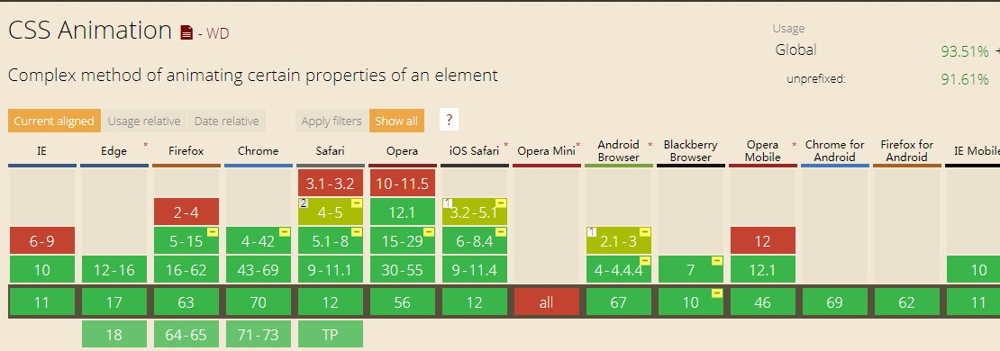 CSS Animation - WD
Usage
Global 93.51% +
unprefixed: 91.61%
Complex method of animating certain properties of an element
Current aligned Usage relative Date relative Apply filters Show all ?
IE Edge * Firefox Chrome Safari Opera iOS Safari * Opera Mini * Android Browser * Blackberry Browser Opera Mobile * Chrome for Android Firefox for Android IE Mobile
3.1-3.2 10-11.5
2-4 2 4-5 12.1 1 3.2-5.1
6-9 5-15 4-42 5.1-8 15-29 6-8.4 1 2.1-3 12
10 12-16 16-62 43-69 9-11.1 30-55 9-11.4 4-4.4.4 7 12.1 10
11 17 63 70 12 56 12 all 67 10 46 69 62 11
18 64-65 71-73 TP